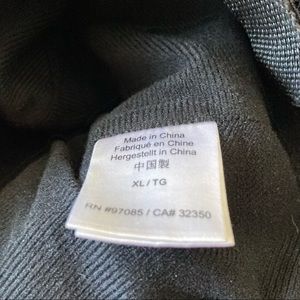 Made in China
Fabriqué en Chine
Hergestellt in China
中国製
XL / TG
RN #97085 / CA# 32350